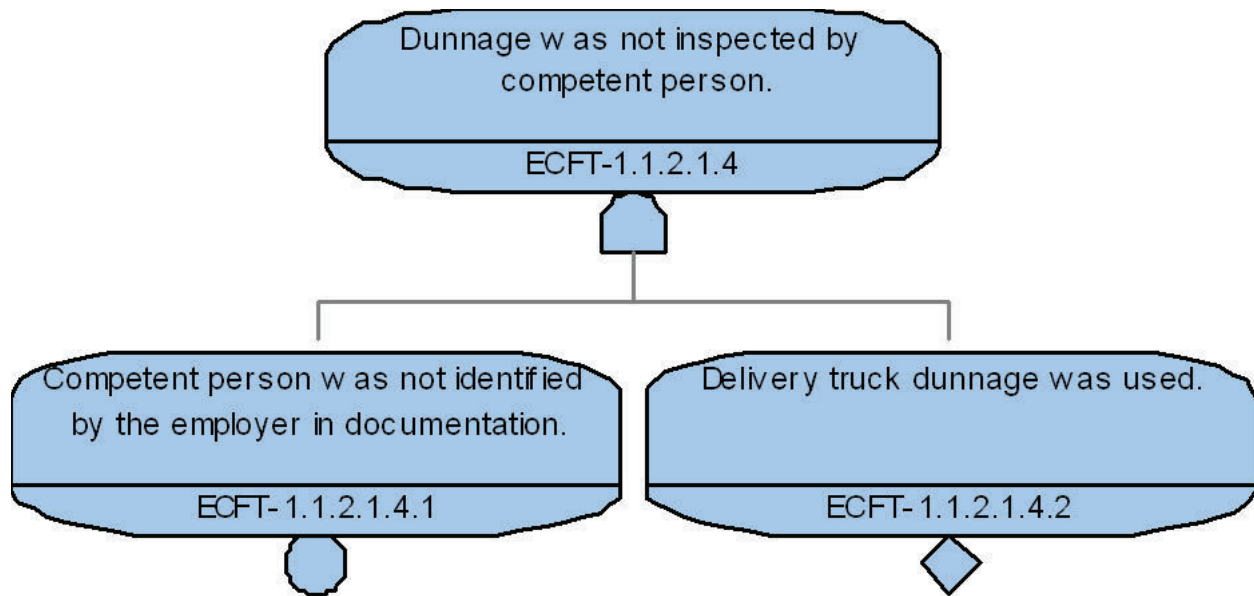 Dunnage was not inspected by
competent person.
ECFT-1.1.2.1.4
Competent person was not identified
by the employer in documentation.
ECFT-1.1.2.1.4.1
Delivery truck dunnage was used.
ECFT-1.1.2.1.4.2